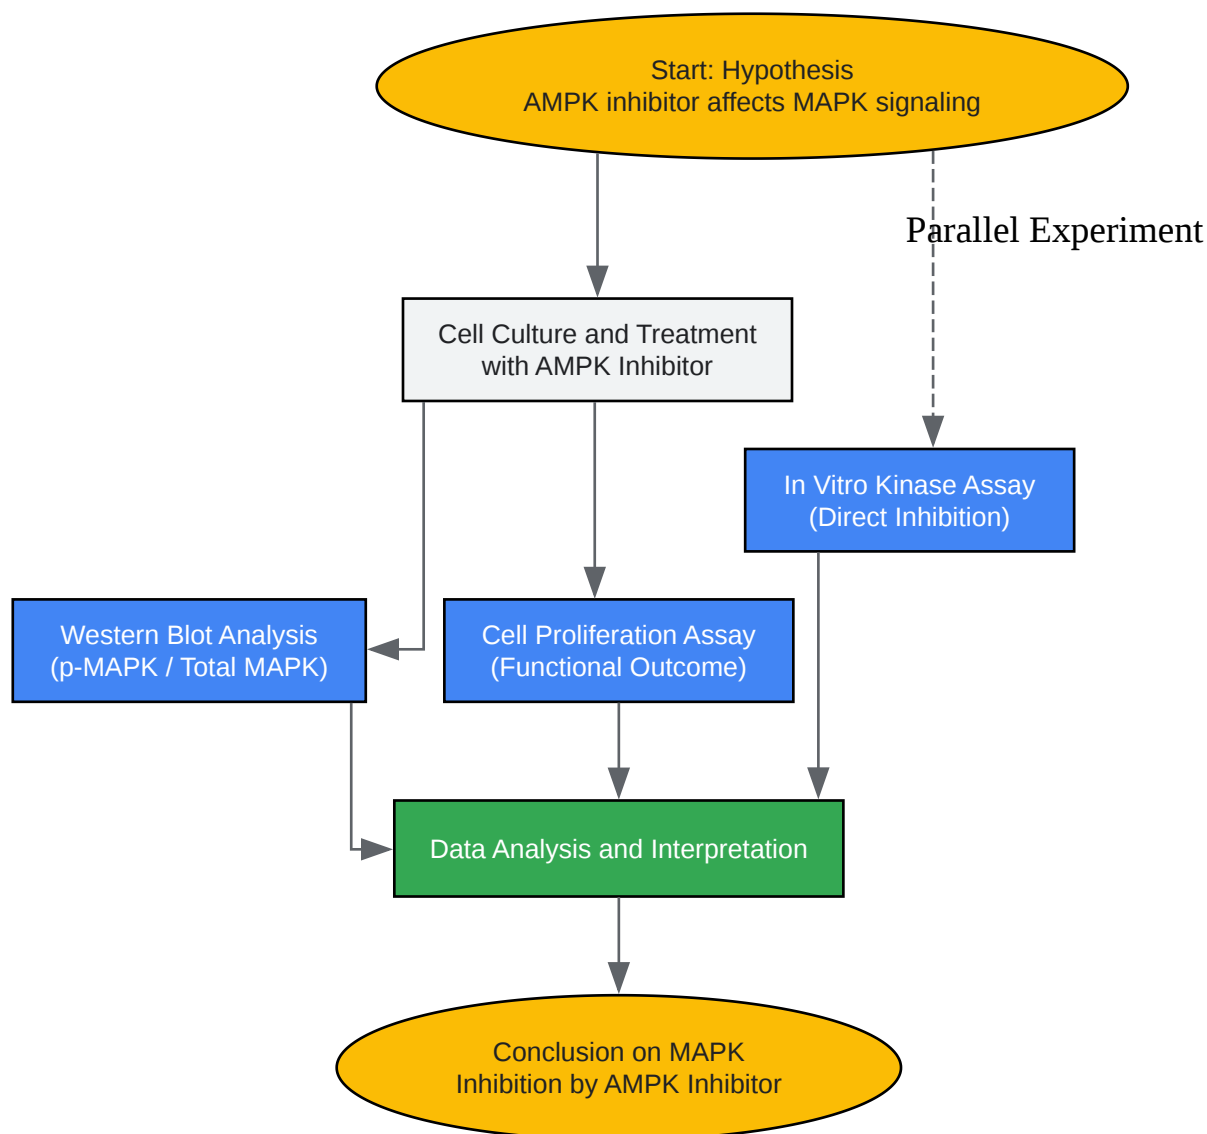 Start: Hypothesis
AMPK inhibitor affects MAPK signaling
Parallel Experiment
Cell Culture and Treatment
with AMPK Inhibitor
In Vitro Kinase Assay
(Direct Inhibition)
Western Blot Analysis
(p-MAPK / Total MAPK)
Cell Proliferation Assay
(Functional Outcome)
Data Analysis and Interpretation
Conclusion on MAPK
Inhibition by AMPK Inhibitor